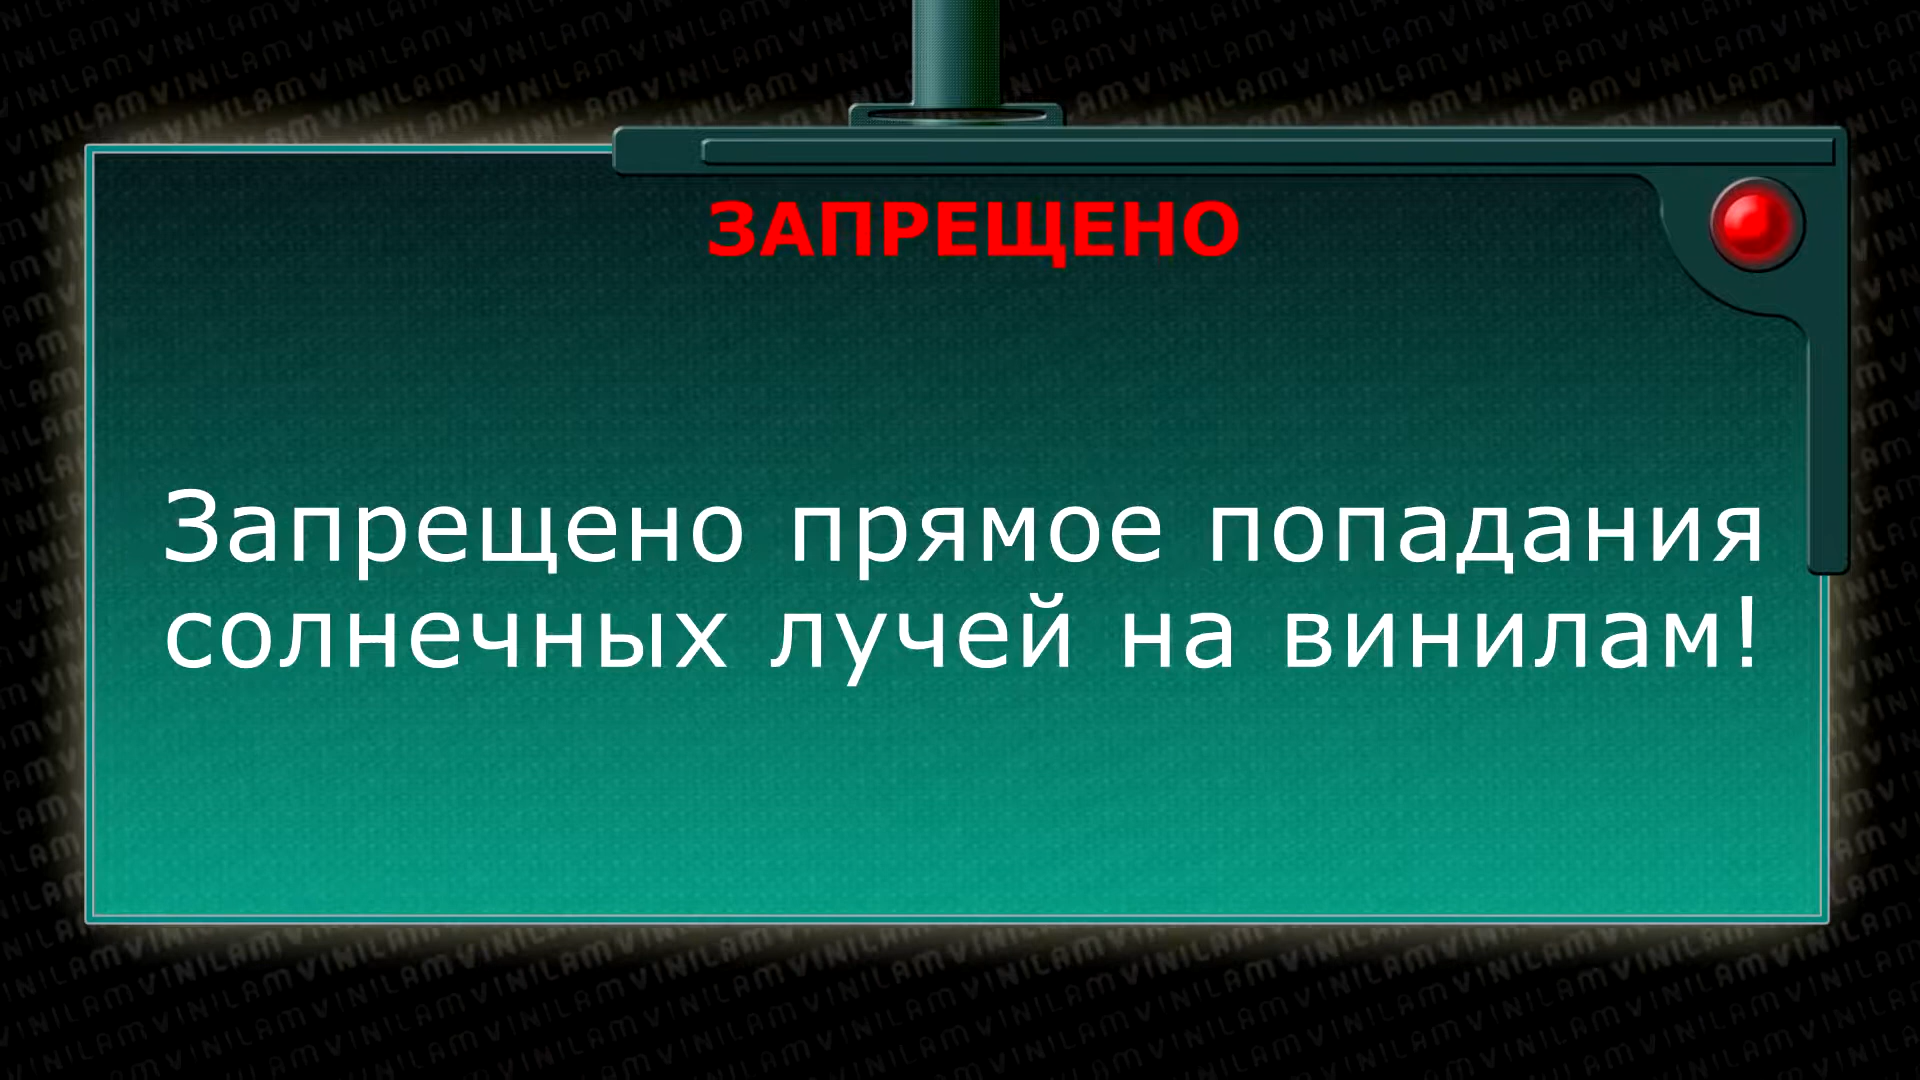 ЗАПРЕЩЕНО
Запрещено прямое попадания
солнечных лучей на винилам!